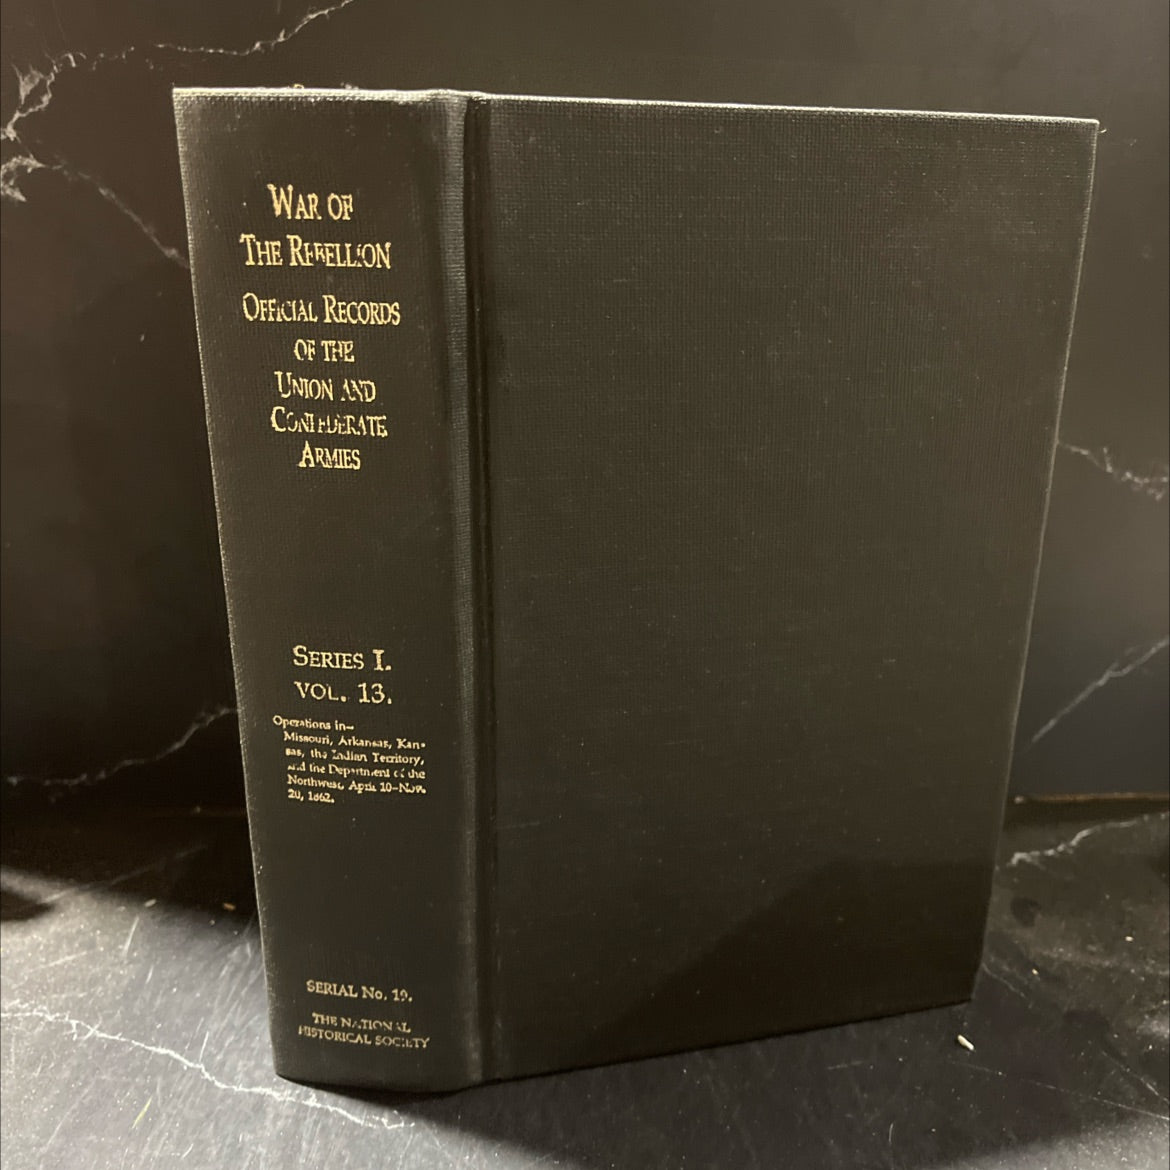 WAR OF
THE REBELLION
OFFICIAL RECORDS
OF THE
UNION AND
CONFEDERATE
ARMIES
SERIES I.
VOL. 13.
Operations in–
Missouri, Arkansas, Kan-
sas, the Indian Territory,
and the Department of the
Northwest, April 10–Nov.
20, 1862.
SERIAL No. 19.
THE NATIONAL
HISTORICAL SOCIETY